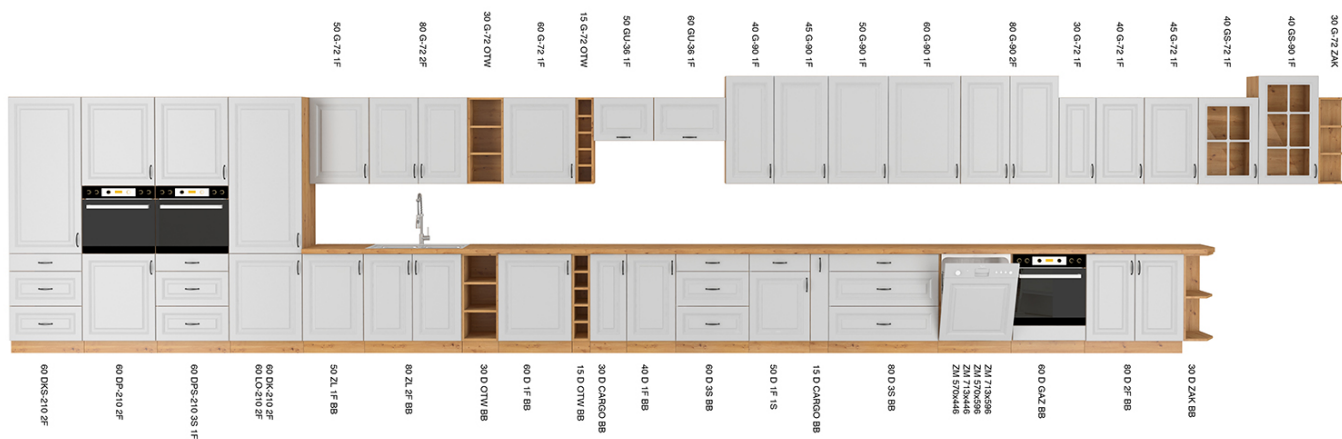 50 G-72 1F
80 G-72 2F
30 G-72 OTW
60 G-72 1F
15 G-72 OTW
50 GU-36 1F
60 GU-36 1F
40 G-90 1F
45 G-90 1F
50 G-90 1F
60 G-90 1F
80 G-90 2F
30 G-72 1F
40 G-72 1F
45 G-72 1F
40 GS-72 1F
40 GS-90 1F
30 G-72 ZAK
60 DKS-210 2F
60 DP-210 2F
60 DPS-210 3S 1F
60 DK-210 2F
60 LO-210 2F
50 ZL 1F BB
80 ZL 2F BB
30 D OTW BB
60 D 1F BB
15 D OTW BB
30 D CARGO BB
40 D 1F BB
60 D 3S BB
50 D 1F 1S
15 D CARGO BB
80 D 3S BB
ZM 713x596
ZM 570x596
ZM 713x446
ZM 570x446
60 D GAZ BB
80 D 2F BB
30 D ZAK BB